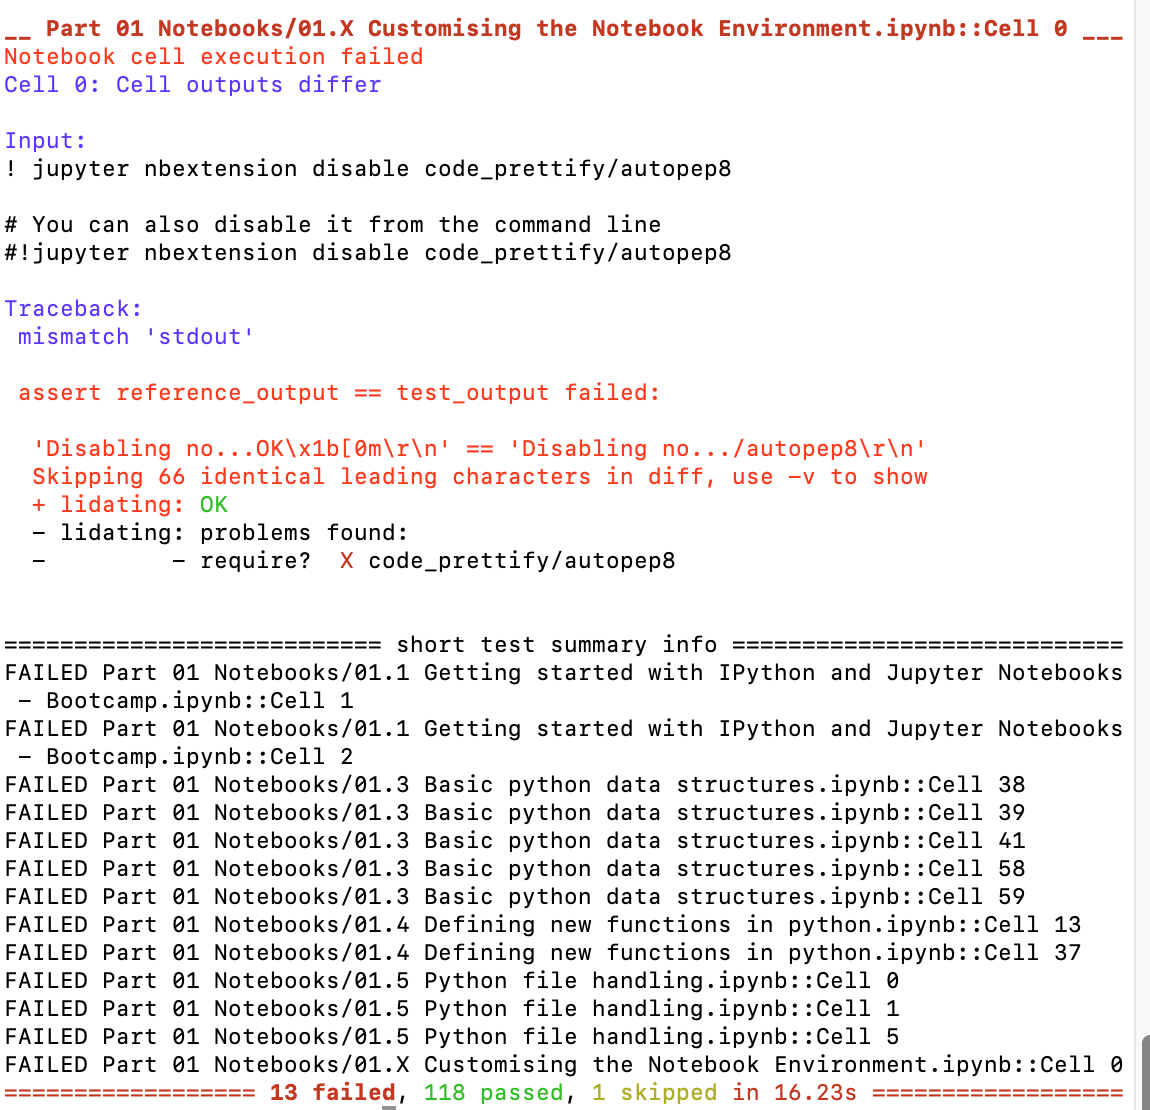 __ Part 01 Notebooks/01.X Customising the Notebook Environment.ipynb::Cell 0 ___
Notebook cell execution failed
Cell 0: Cell outputs differ
Input:
! jupyter nbextension disable code_prettify/autopep8
# You can also disable it from the command line
#!jupyter nbextension disable code_prettify/autopep8
Traceback:
mismatch 'stdout'
assert reference_output == test_output failed:
'Disabling no...OK\x1b[0m\r\n' == 'Disabling no.../autopep8\r\n'
Skipping 66 identical leading characters in diff, use -v to show
+ lidating: OK
- lidating: problems found:
-         - require?  X code_prettify/autopep8
============================= short test summary info ============================
FAILED Part 01 Notebooks/01.1 Getting started with IPython and Jupyter Notebooks
- Bootcamp.ipynb::Cell 1
FAILED Part 01 Notebooks/01.1 Getting started with IPython and Jupyter Notebooks
- Bootcamp.ipynb::Cell 2
FAILED Part 01 Notebooks/01.3 Basic python data structures.ipynb::Cell 38
FAILED Part 01 Notebooks/01.3 Basic python data structures.ipynb::Cell 39
FAILED Part 01 Notebooks/01.3 Basic python data structures.ipynb::Cell 41
FAILED Part 01 Notebooks/01.3 Basic python data structures.ipynb::Cell 58
FAILED Part 01 Notebooks/01.3 Basic python data structures.ipynb::Cell 59
FAILED Part 01 Notebooks/01.4 Defining new functions in python.ipynb::Cell 13
FAILED Part 01 Notebooks/01.4 Defining new functions in python.ipynb::Cell 37
FAILED Part 01 Notebooks/01.5 Python file handling.ipynb::Cell 0
FAILED Part 01 Notebooks/01.5 Python file handling.ipynb::Cell 1
FAILED Part 01 Notebooks/01.5 Python file handling.ipynb::Cell 5
FAILED Part 01 Notebooks/01.X Customising the Notebook Environment.ipynb::Cell 0
================== 13 failed, 118 passed, 1 skipped in 16.23s ==================